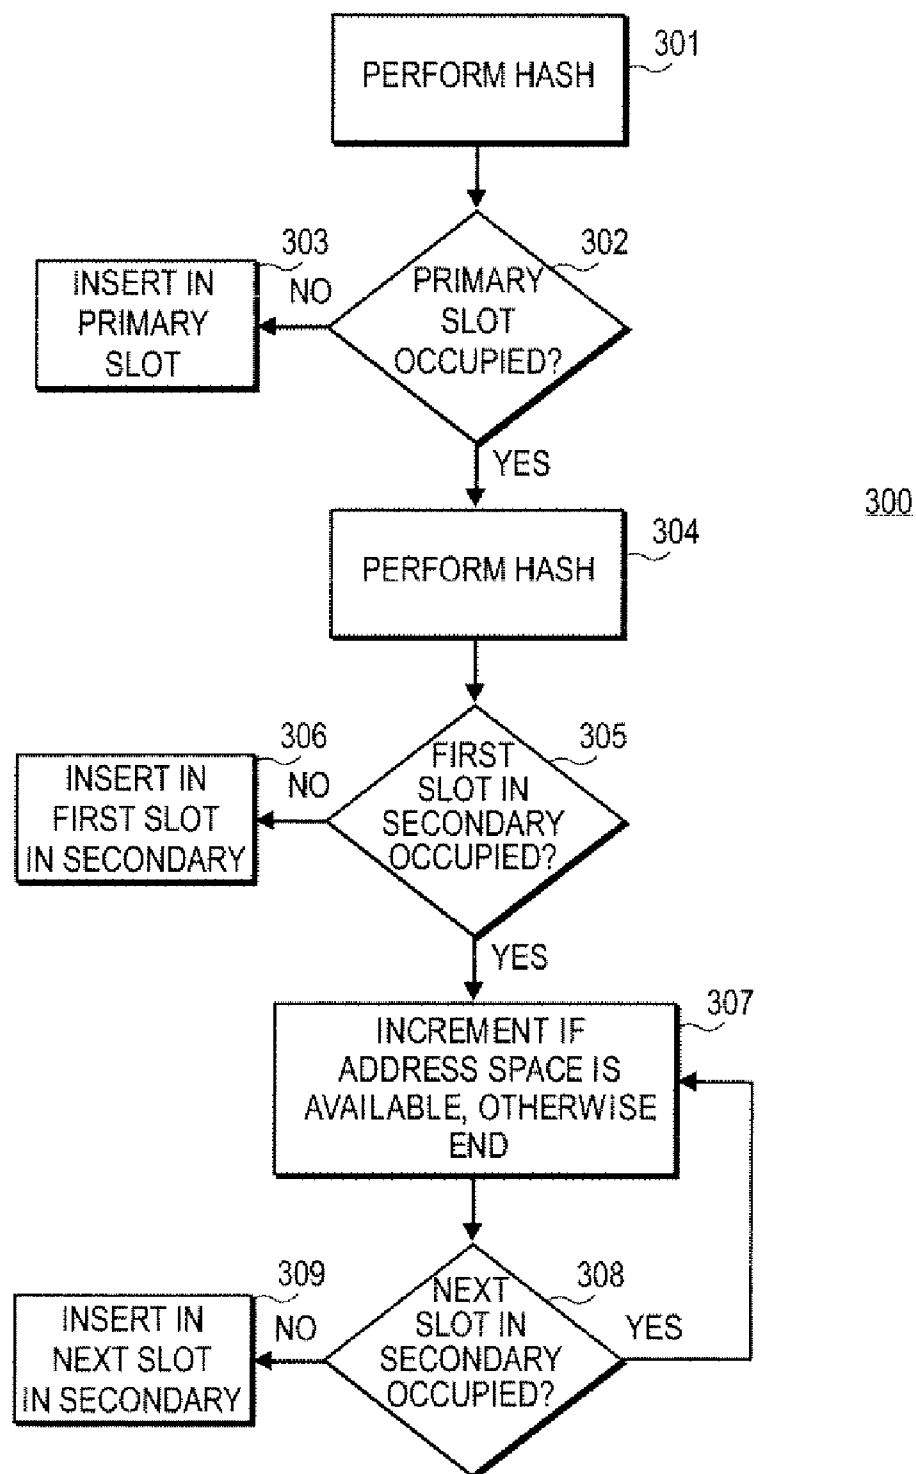 PERFORM HASH
301
302
PRIMARY
SLOT
OCCUPIED?
303
NO
INSERT IN
PRIMARY
SLOT
YES
300
304
PERFORM HASH
305
FIRST
SLOT IN
SECONDARY
OCCUPIED?
306
NO
INSERT IN
FIRST SLOT
IN SECONDARY
YES
307
INCREMENT IF
ADDRESS SPACE IS
AVAILABLE, OTHERWISE
END
308
NEXT
SLOT IN
SECONDARY
OCCUPIED?
YES
309
NO
INSERT IN
NEXT SLOT
IN SECONDARY